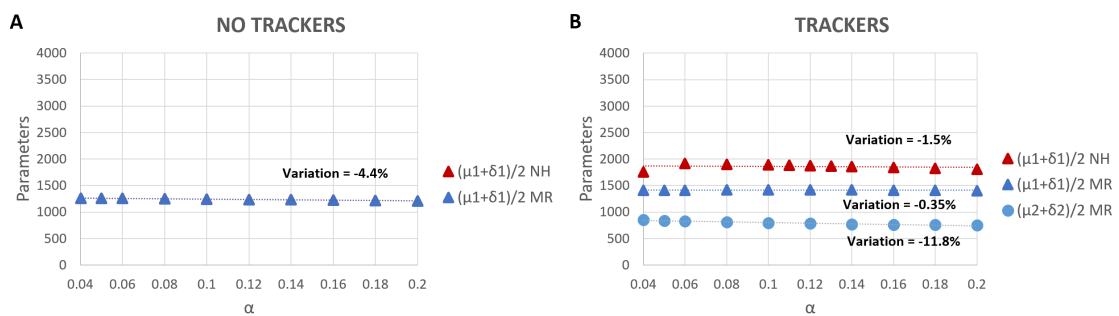 A
NO TRACKERS
4000
3500
3000
2500
2000
1500
1000
500
0
Parameters
Variation = -4.4%
0.04 0.06 0.08 0.1 0.12 0.14 0.16 0.18 0.2
α
(μ1+δ1)/2 NH
(μ1+δ1)/2 MR
B
TRACKERS
4000
3500
3000
2500
2000
1500
1000
500
0
Parameters
Variation = -1.5%
Variation = -0.35%
Variation = -11.8%
0.04 0.06 0.08 0.1 0.12 0.14 0.16 0.18 0.2
α
(μ1+δ1)/2 NH
(μ1+δ1)/2 MR
(μ2+δ2)/2 MR